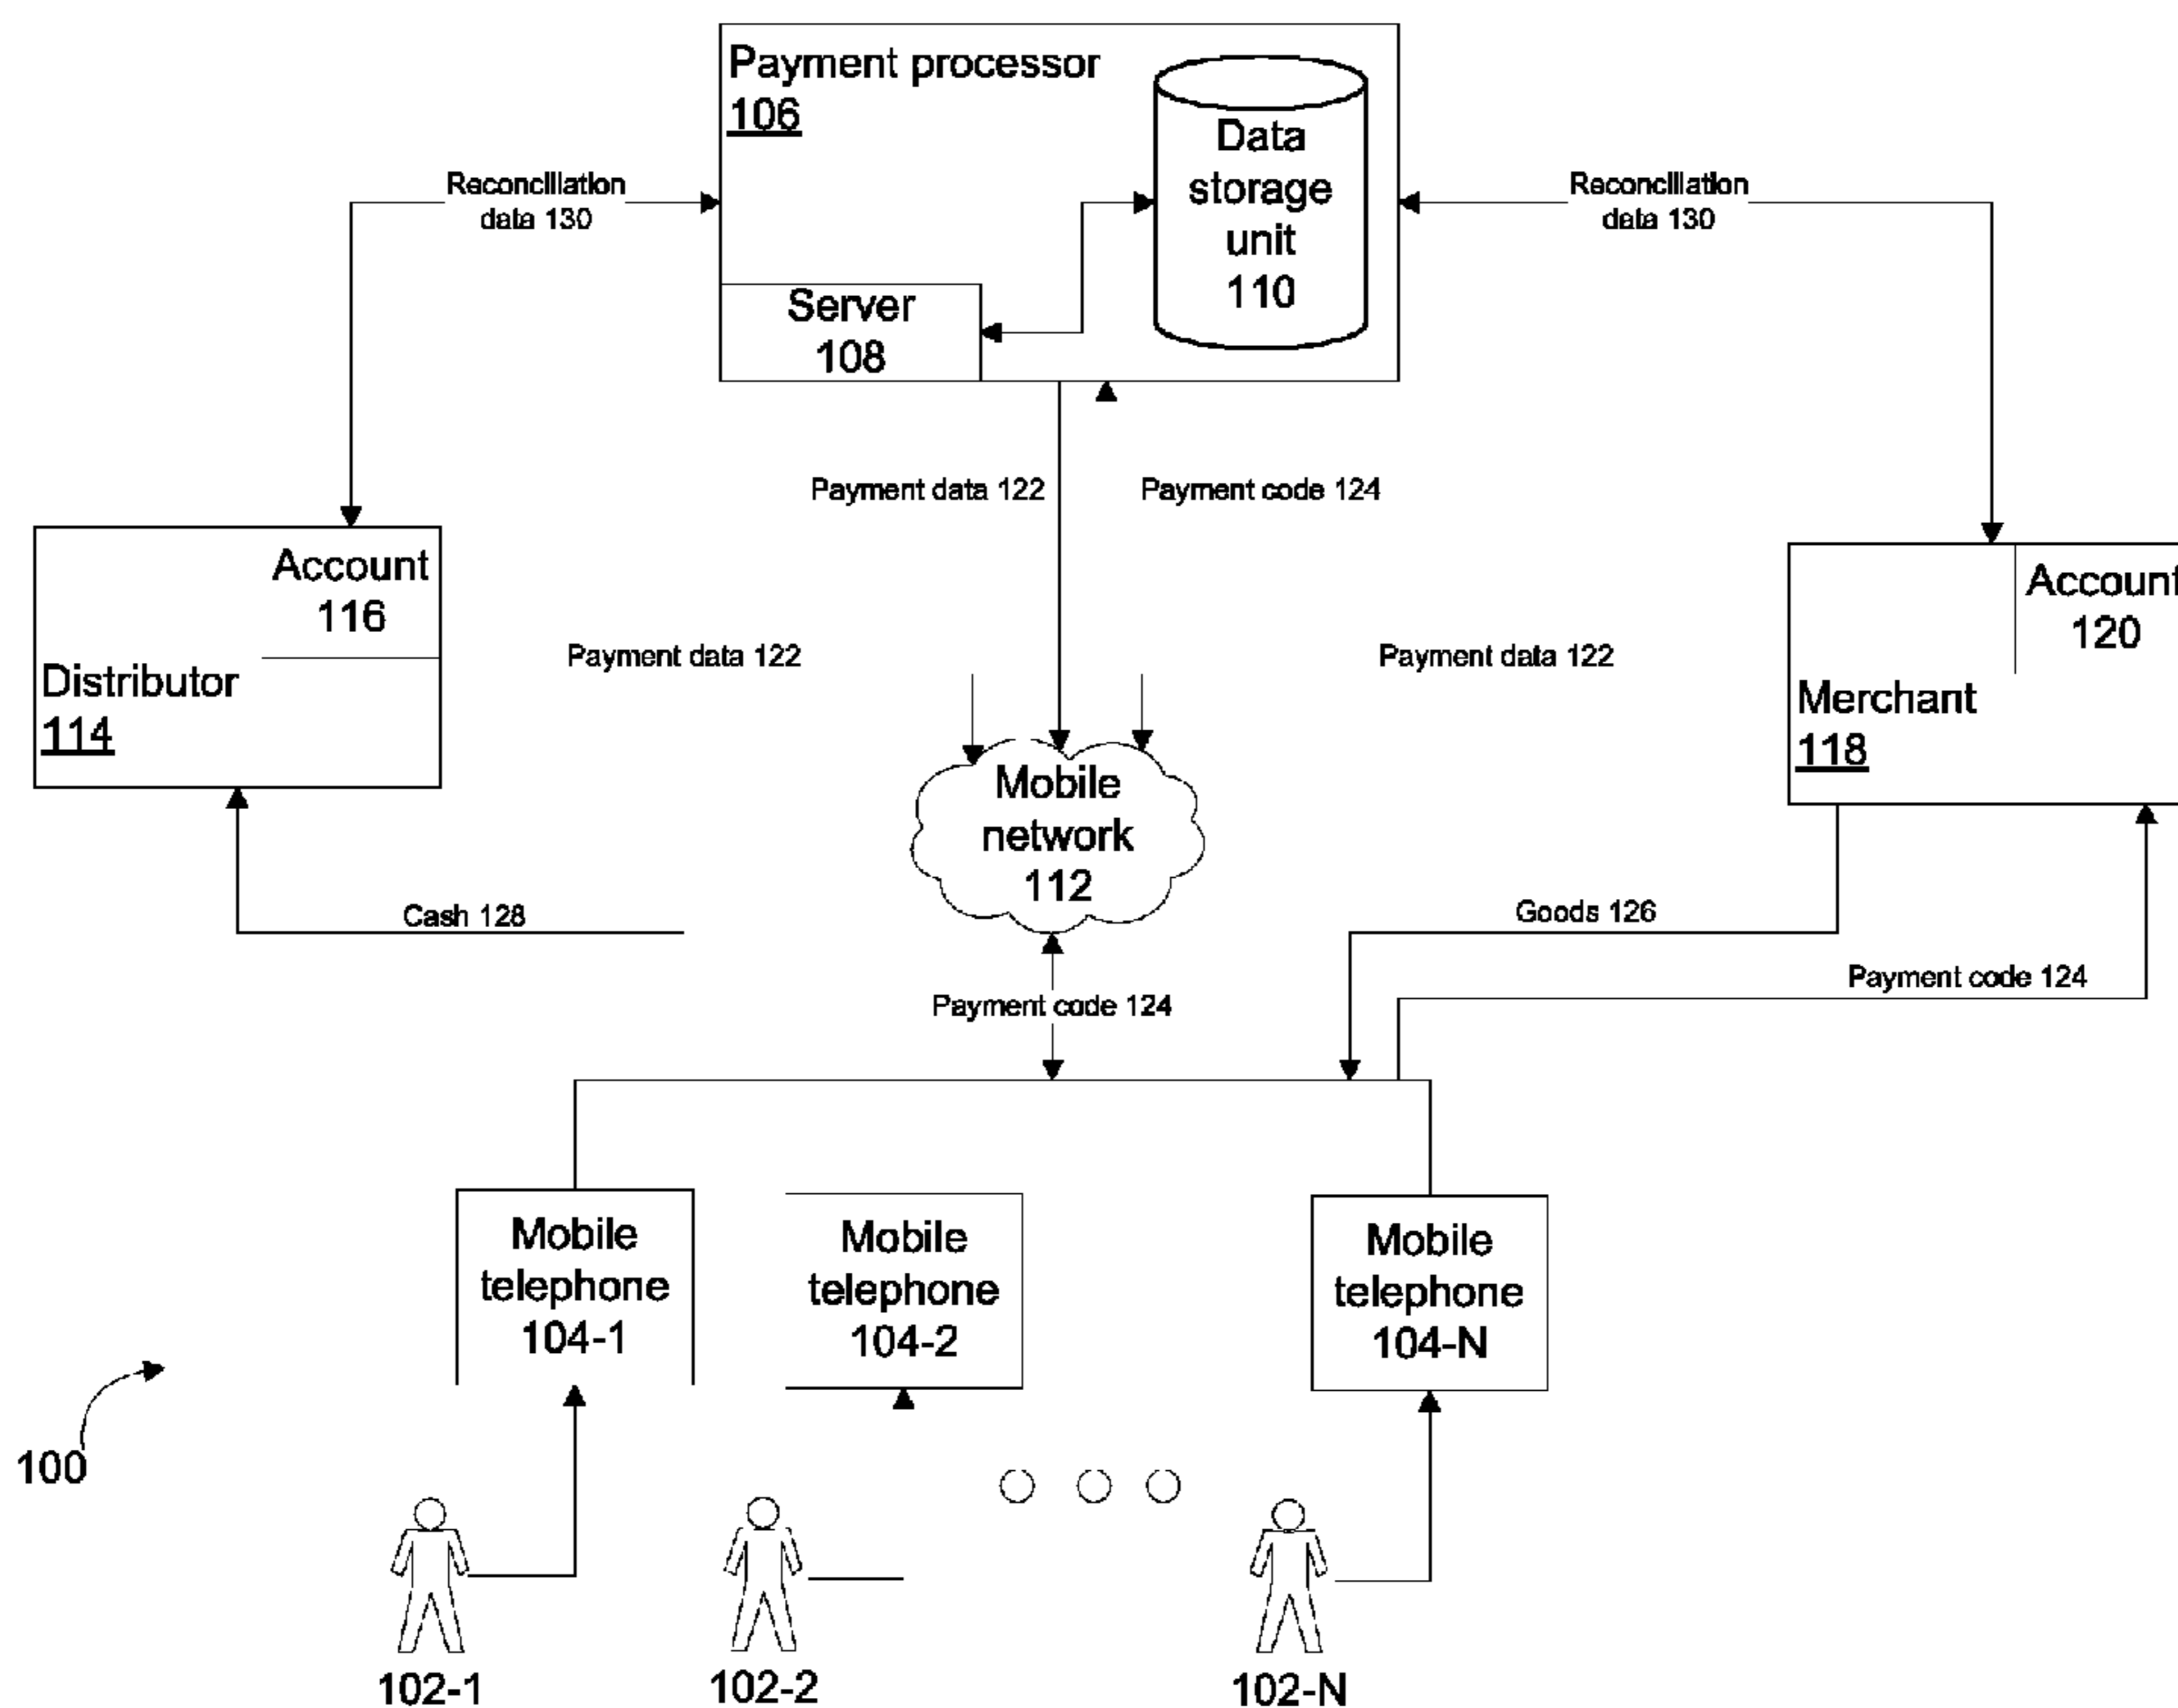 Payment processor
106
Data
storage
unit
110
Server
108
Reconciliation
data 130
Reconciliation
data 130
Payment data 122
Payment code 124
Account
116
Distributor
114
Account
120
Merchant
118
Payment data 122
Payment data 122
Mobile
network
112
Cash 128
Goods 126
Payment code 124
Payment code 124
Mobile
telephone
104-1
Mobile
telephone
104-2
Mobile
telephone
104-N
100
102-1
102-2
102-N